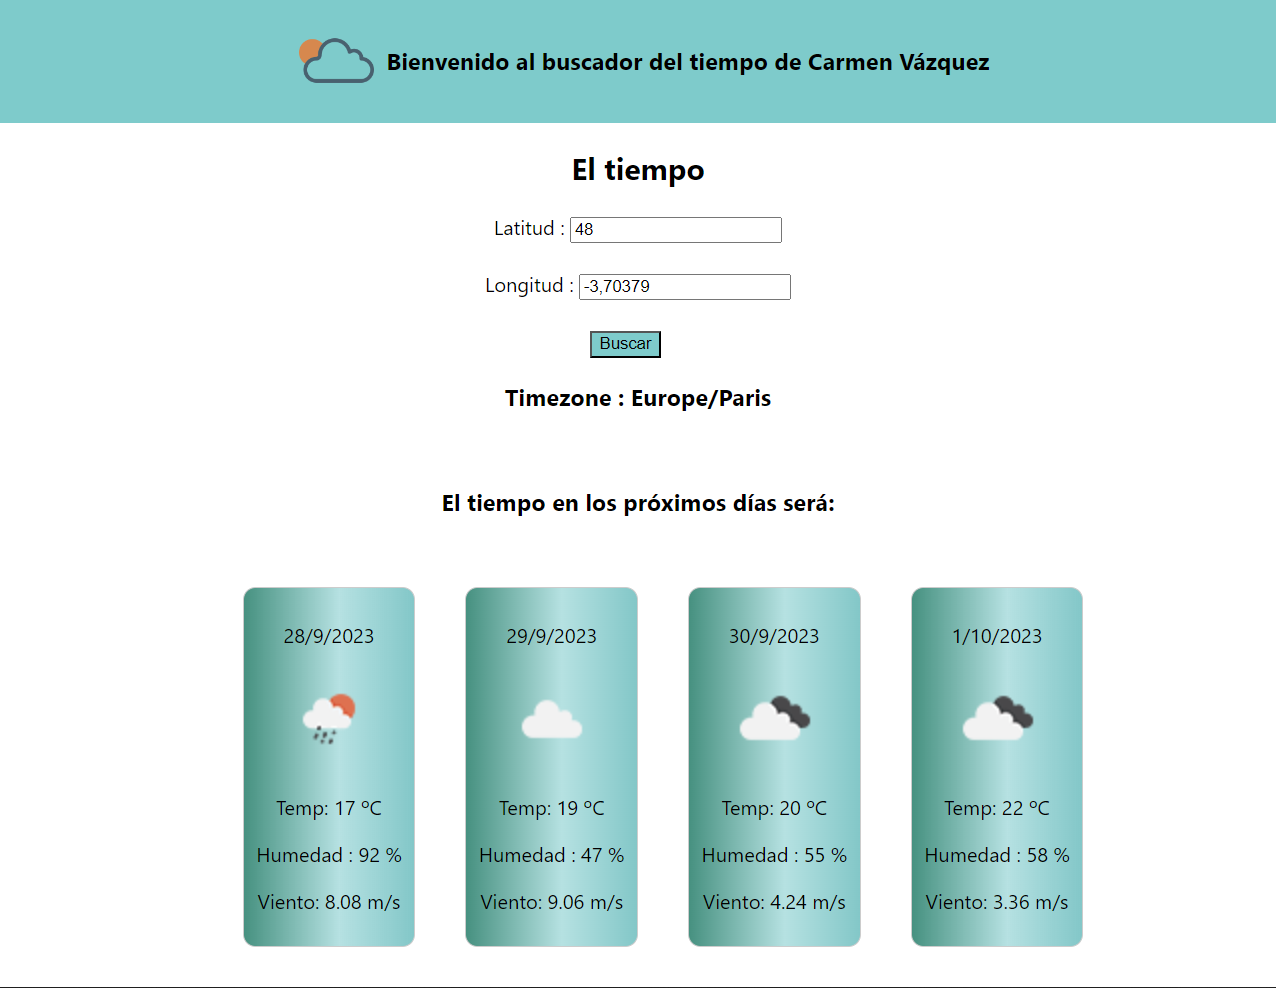 Bienvenido al buscador del tiempo de Carmen Vázquez
El tiempo
Latitud : 48
Longitud : -3,70379
Buscar
Timezone : Europe/Paris
El tiempo en los próximos días será:
28/9/2023
Temp: 17 ºC
Humedad : 92 %
Viento: 8.08 m/s
29/9/2023
Temp: 19 ºC
Humedad : 47 %
Viento: 9.06 m/s
30/9/2023
Temp: 20 ºC
Humedad : 55 %
Viento: 4.24 m/s
1/10/2023
Temp: 22 ºC
Humedad : 58 %
Viento: 3.36 m/s